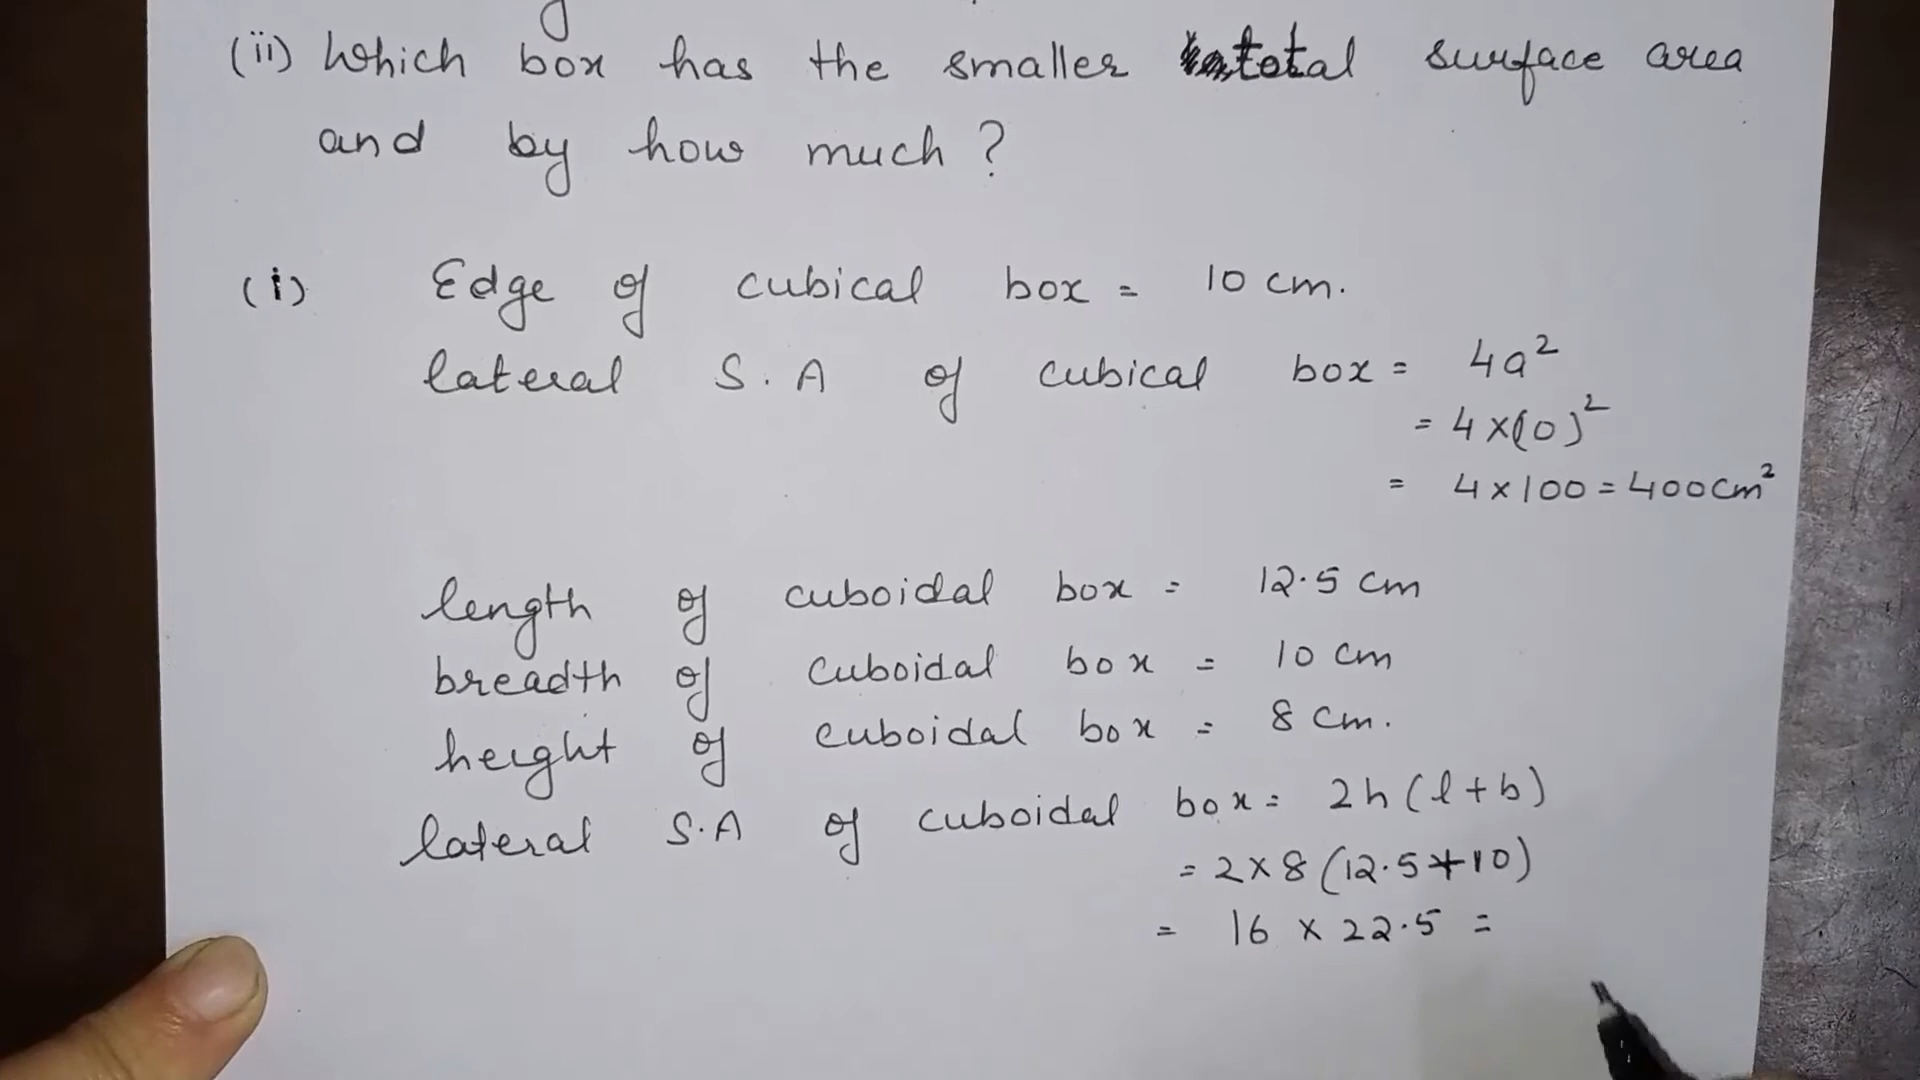 (ii) Which box has the smaller total surface area
and by how much ?
(i) Edge of cubical box = 10 cm.
lateral S.A of cubical box = 4a²
= 4×(10)²
= 4×100=400cm²
length of cuboidal box = 12.5 cm
breadth of cuboidal box = 10 cm
height of cuboidal box = 8 cm.
lateral S.A of cuboidal box = 2h(l+b)
= 2×8(12.5+10)
= 16 × 22.5 =